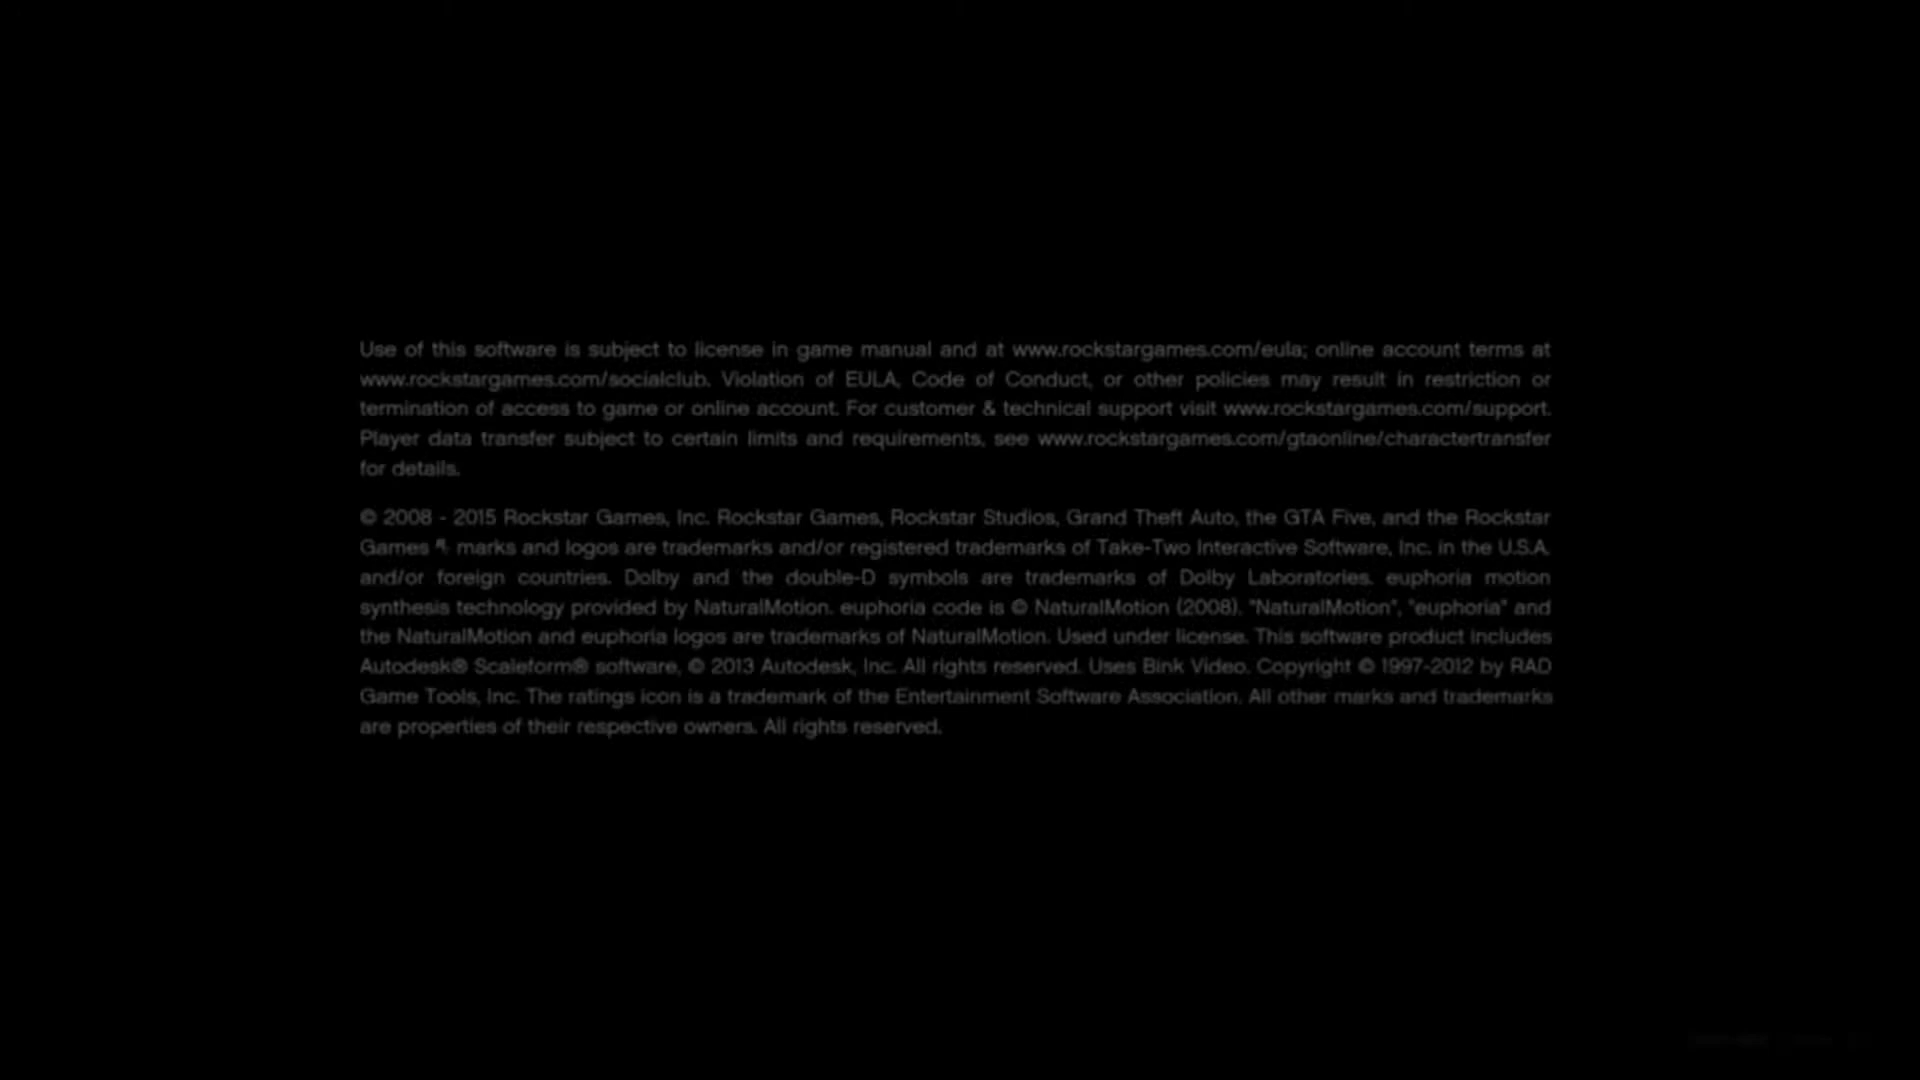 Use of this software is subject to license in game manual and at www.rockstargames.com/eula; online account terms at
www.rockstargames.com/socialclub. Violation of EULA, Code of Conduct, or other policies may result in restriction or
termination of access to game or online account. For customer & technical support visit www.rockstargames.com/support.
Player data transfer subject to certain limits and requirements, see www.rockstargames.com/gtaonline/charactertransfer
for details.
© 2008 - 2015 Rockstar Games, Inc. Rockstar Games, Rockstar Studios, Grand Theft Auto, the GTA Five, and the Rockstar
Games R* marks and logos are trademarks and/or registered trademarks of Take-Two Interactive Software, Inc. in the U.S.A.
and/or foreign countries. Dolby and the double-D symbols are trademarks of Dolby Laboratories. euphoria motion
synthesis technology provided by NaturalMotion. euphoria code is © NaturalMotion (2008). "NaturalMotion", "euphoria" and
the NaturalMotion and euphoria logos are trademarks of NaturalMotion. Used under license. This software product includes
Autodesk® Scaleform® software, © 2013 Autodesk, Inc. All rights reserved. Uses Bink Video. Copyright © 1997-2012 by RAD
Game Tools, Inc. The ratings icon is a trademark of the Entertainment Software Association. All other marks and trademarks
are properties of their respective owners. All rights reserved.